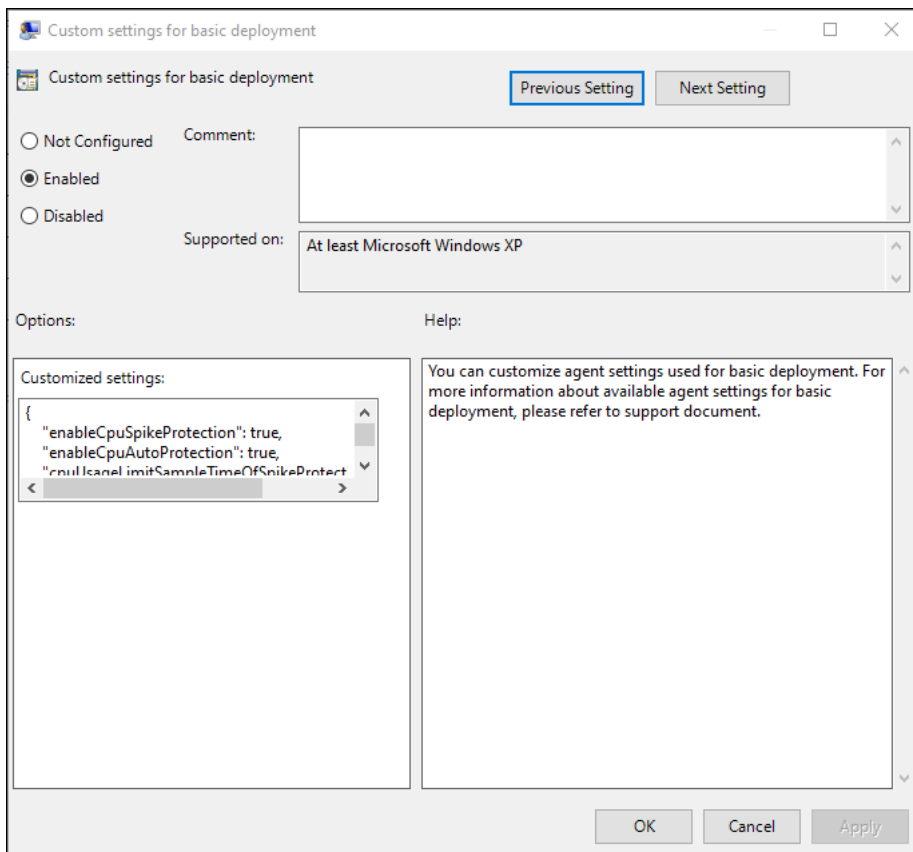 Custom settings for basic deployment
Custom settings for basic deployment
Previous Setting
Next Setting
Not Configured
Comment:
Enabled
Disabled
Supported on:
At least Microsoft Windows XP
Options:
Help:
Customized settings:
{
"enableCpuSpikeProtection": true,
"enableCpuAutoProtection": true,
"cpuUsageLimitSampleTimeOfSpikeProtect
You can customize agent settings used for basic deployment. For
more information about available agent settings for basic
deployment, please refer to support document.
OK
Cancel
Apply